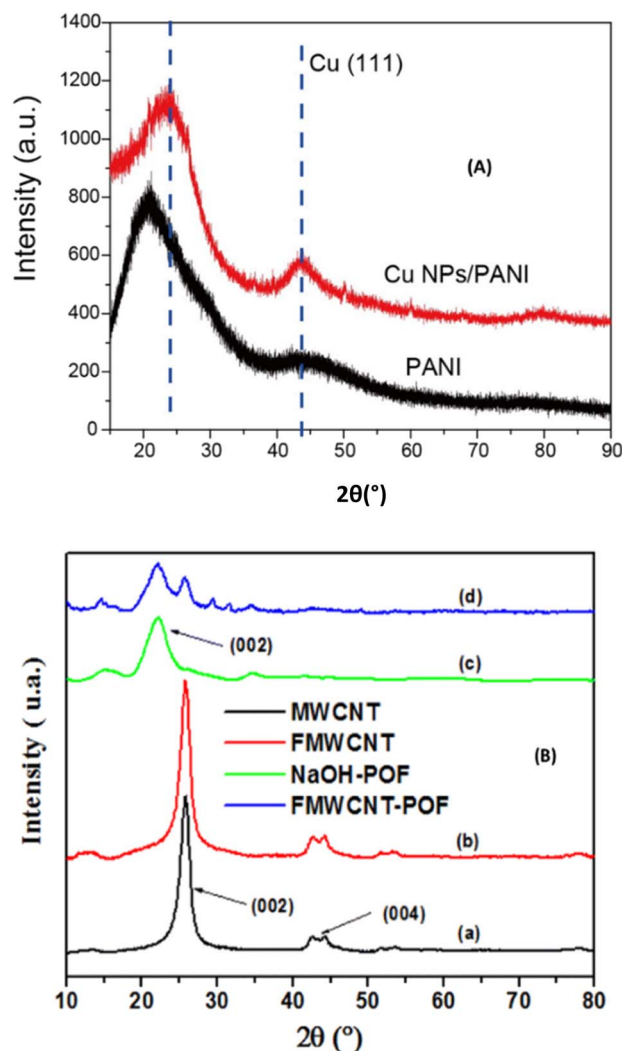 1400
1200
1000
800
600
400
200
0
Intensity (a.u.)
Cu (111)
(A)
Cu NPs/PANI
PANI
20 30 40 50 60 70 80 90
2θ(°)
Intensity ( u.a.)
(d)
(002)
(c)
MWCNT
FMWCNT
NaOH-POF
FMWCNT-POF
(B)
(b)
(002)
(004)
(a)
10 20 30 40 50 60 70 80
2θ (°)